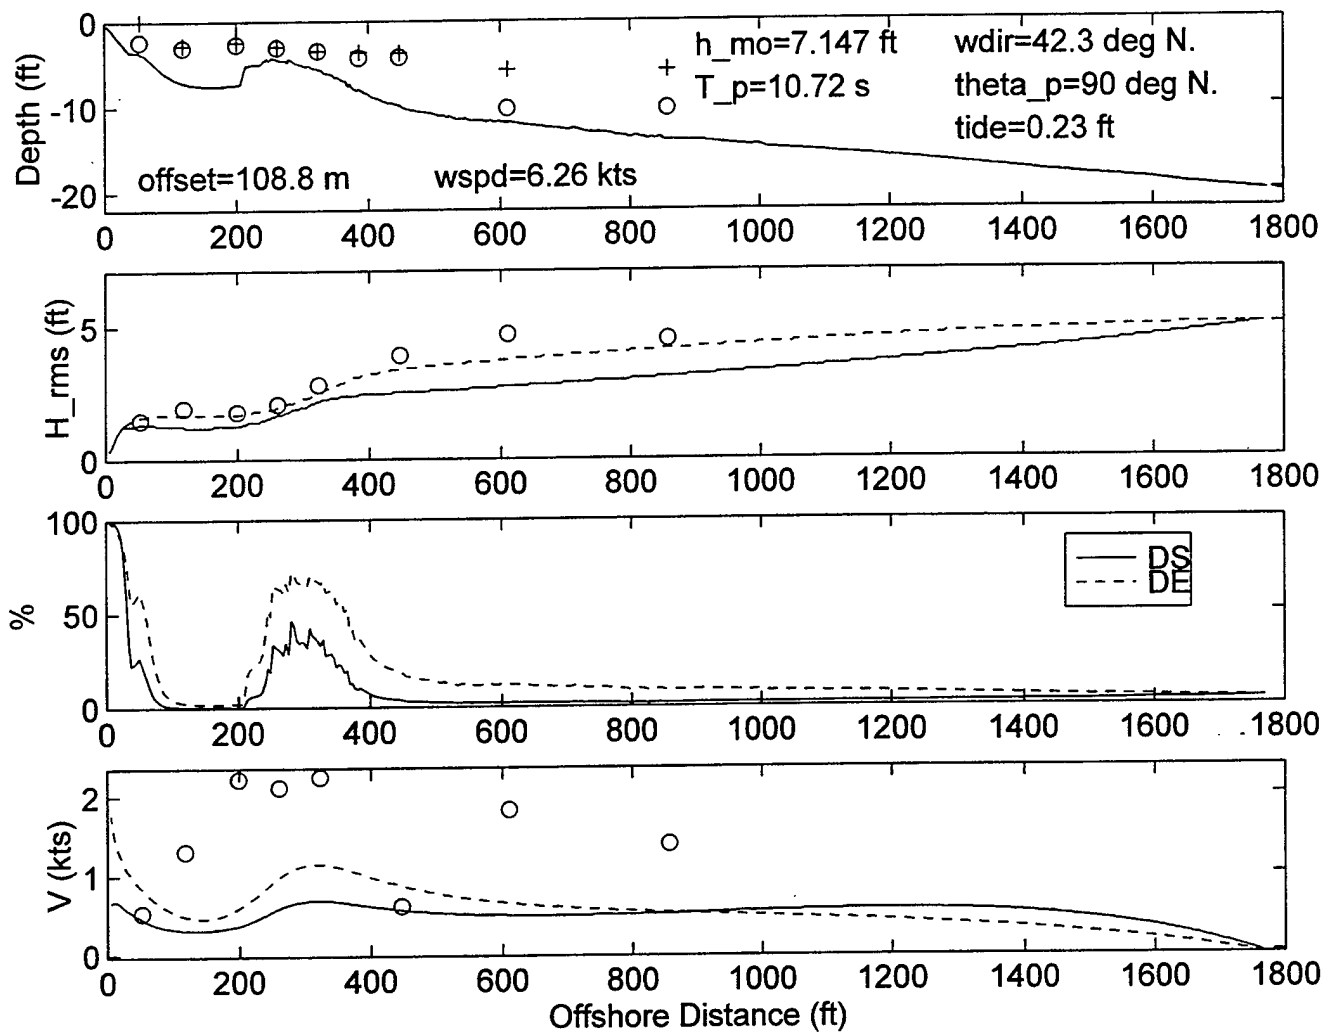 0
-10
-20
Depth (ft)
h_mo=7.147 ft
wdir=42.3 deg N.
T_p=10.72 s
theta_p=90 deg N.
tide=0.23 ft
offset=108.8 m
wspd=6.26 kts
0 200 400 600 800 1000 1200 1400 1600 1800
5
0
H_rms (ft)
0 200 400 600 800 1000 1200 1400 1600 1800
100
50
0
%
DS
DE
0 200 400 600 800 1000 1200 1400 1600 1800
2
1
0
V (kts)
0 200 400 600 800 1000 1200 1400 1600 1800
Offshore Distance (ft)